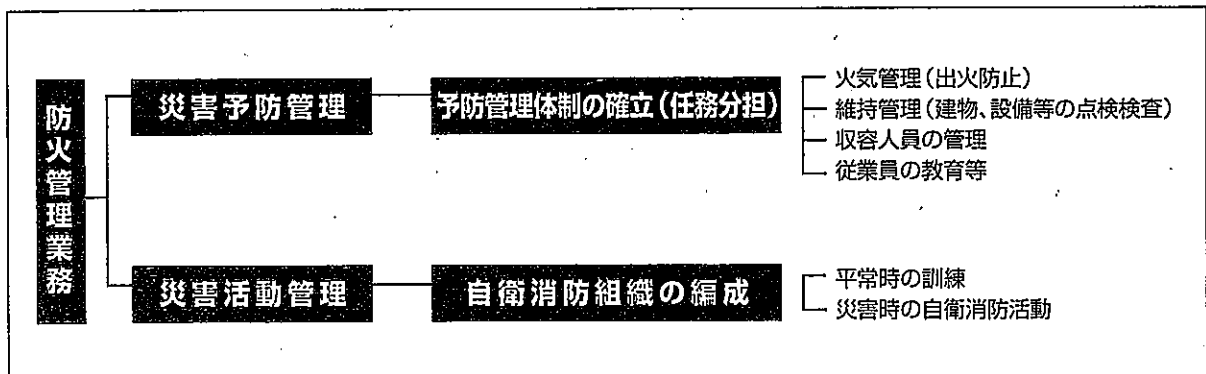 防火管理業務
災害予防管理
予防管理体制の確立（任務分担）
火気管理（出火防止）
維持管理（建物、設備等の点検検査）
収容人員の管理
従業員の教育等
災害活動管理
自衛消防組織の編成
平常時の訓練
災害時の自衛消防活動